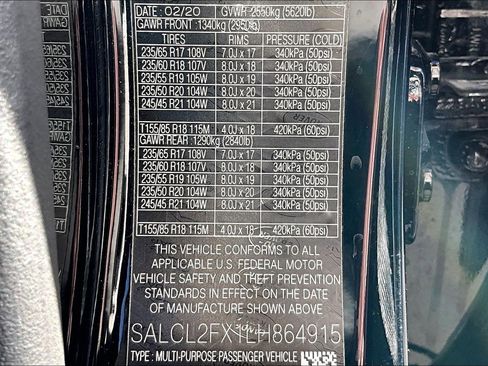 DATE: 02/20 GVWR 2550kg (5620lb)
GAWR FRONT: 1340kg (2950lb)
TIRES RIMS PRESSURE (COLD)
235/65 R17 108V 7.0J x 17 340kPa (50psi)
235/60 R18 107V 8.0J x 18 340kPa (50psi)
235/55 R19 105W 8.0J x 19 340kPa (50psi)
235/50 R20 104W 8.0J x 20 340kPa (50psi)
245/45 R21 104W 8.0J x 21 340kPa (50psi)
T155/85 R18 115M 4.0J x 18 420kPa (60psi)
GAWR REAR: 1290kg (2840lb)
235/65 R17 108V 7.0J x 17 340kPa (50psi)
235/60 R18 107V 8.0J x 18 340kPa (50psi)
235/55 R19 105W 8.0J x 19 340kPa (50psi)
235/50 R20 104W 8.0J x 20 340kPa (50psi)
245/45 R21 104W 8.0J x 21 340kPa (50psi)
T155/85 R18 115M 4.0J x 18 420kPa (60psi)
THIS VEHICLE CONFORMS TO ALL
APPLICABLE U.S. FEDERAL MOTOR
VEHICLE SAFETY AND THEFT PREVENTION
STANDARDS IN EFFECT ON THE DATE
OF MANUFACTURE SHOWN ABOVE
SALCL2FX1LH864915
TYPE: MULTI-PURPOSE PASSENGER VEHICLE